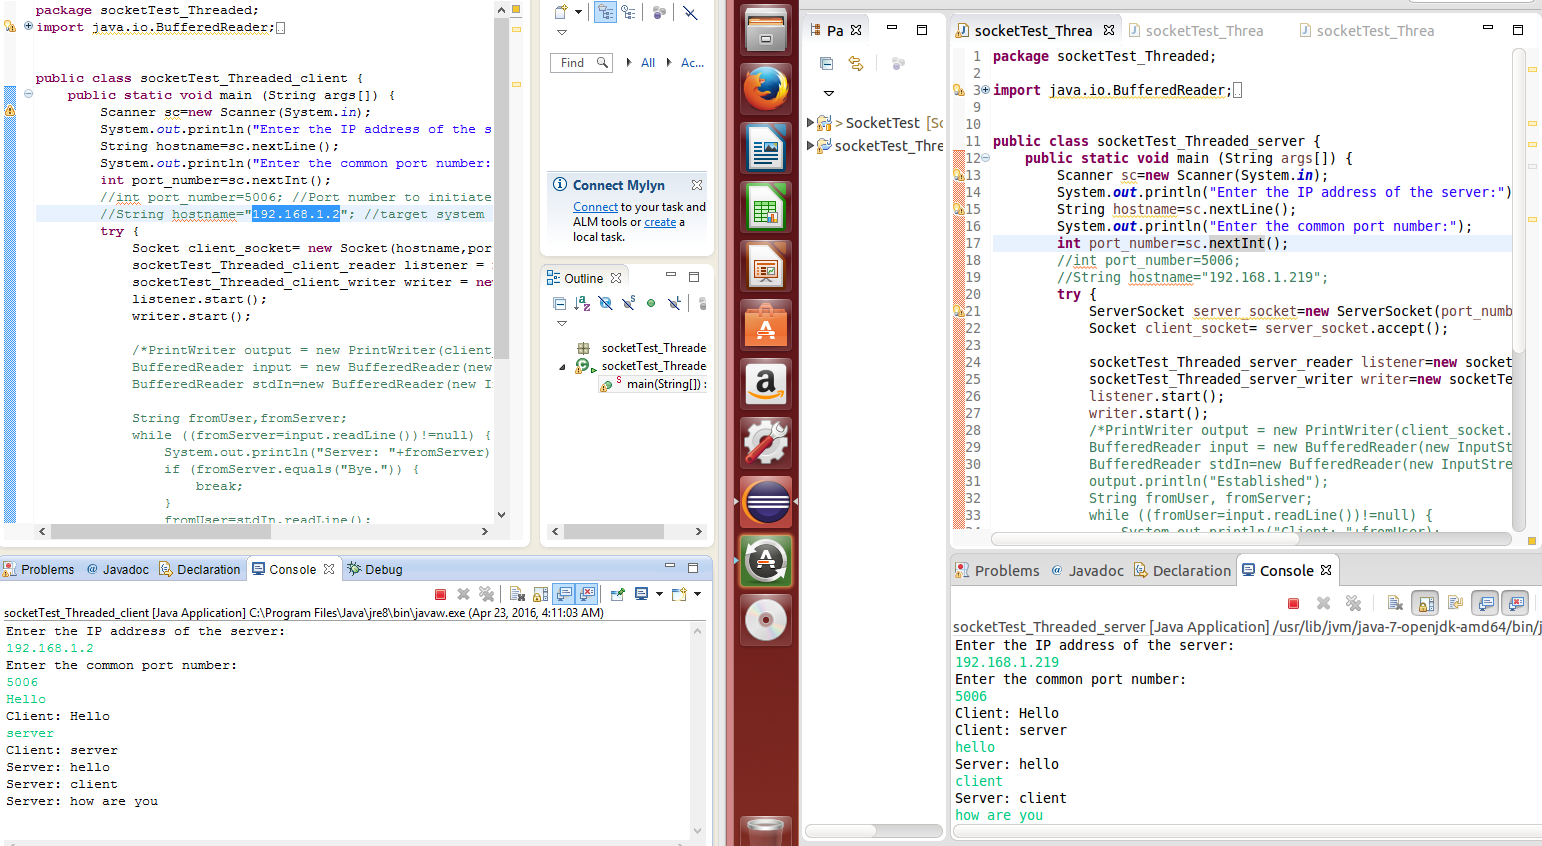 package socketTest_Threaded;
import java.io.BufferedReader;
public class socketTest_Threaded_client {
public static void main (String args[]) {
Scanner sc=new Scanner(System.in);
System.out.println("Enter the IP address of the s
String hostname=sc.nextLine();
System.out.println("Enter the common port number:
int port_number=sc.nextInt();
//int port_number=5006; //Port number to initiate
//String hostname="192.168.1.2"; //target system
try {
Socket client_socket= new Socket(hostname,por
socketTest_Threaded_client_reader listener =
socketTest_Threaded_client_writer writer = new
listener.start();
writer.start();
/*PrintWriter output = new PrintWriter(client_
BufferedReader input = new BufferedReader(new
BufferedReader stdIn=new BufferedReader(new I
String fromUser,fromServer;
while ((fromServer=input.readLine())!=null) {
System.out.println("Server: "+fromServer)
if (fromServer.equals("Bye.")) {
break;
}
fromUser=stdIn.readLine();
Find
All
Ac...
Connect Mylyn
Connect to your task and
ALM tools or create a
local task.
Outline
socketTest_Threade
socketTest_Threade
main(String[]) :
Problems
@ Javadoc
Declaration
Console
Debug
socketTest_Threaded_client [Java Application] C:\Program Files\Java\jre8\bin\javaw.exe (Apr 23, 2016, 4:11:03 AM)
Enter the IP address of the server:
192.168.1.2
Enter the common port number:
5006
Hello
Client: Hello
server
Client: server
Server: hello
Server: client
Server: how are you
Pa
> SocketTest [Sc
socketTest_Thre
socketTest_Threa
socketTest_Threa
socketTest_Threa
1 package socketTest_Threaded;
2
3 import java.io.BufferedReader;
9
10
11 public class socketTest_Threaded_server {
12 public static void main (String args[]) {
13 Scanner sc=new Scanner(System.in);
14 System.out.println("Enter the IP address of the server:")
15 String hostname=sc.nextLine();
16 System.out.println("Enter the common port number:");
17 int port_number=sc.nextInt();
18 //int port_number=5006;
19 //String hostname="192.168.1.219";
20 try {
21 ServerSocket server_socket=new ServerSocket(port_numb
22 Socket client_socket= server_socket.accept();
23
24 socketTest_Threaded_server_reader listener=new socket
25 socketTest_Threaded_server_writer writer=new socketTe
26 listener.start();
27 writer.start();
28 /*PrintWriter output = new PrintWriter(client_socket.
29 BufferedReader input = new BufferedReader(new InputSt
30 BufferedReader stdIn=new BufferedReader(new InputStre
31 output.println("Established");
32 String fromUser, fromServer;
33 while ((fromUser=input.readLine())!=null) {
System.out.println("Client: "+fromUser);
Problems
@ Javadoc
Declaration
Console
socketTest_Threaded_server [Java Application] /usr/lib/jvm/java-7-openjdk-amd64/bin/j
Enter the IP address of the server:
192.168.1.219
Enter the common port number:
5006
Client: Hello
Client: server
hello
Server: hello
client
Server: client
how are you